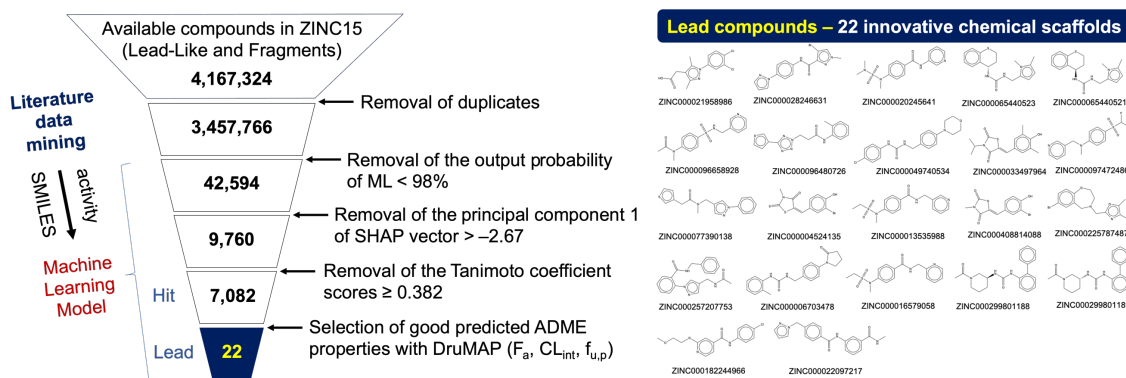 Available compounds in ZINC15
(Lead-Like and Fragments)
4,167,324
Removal of duplicates
Literature
data
mining
3,457,766
Removal of the output probability
of ML < 98%
42,594
activity
SMILES
Removal of the principal component 1
of SHAP vector > –2.67
9,760
Machine
Learning
Model
Removal of the Tanimoto coefficient
scores ≥ 0.382
Hit
7,082
Selection of good predicted ADME
properties with DruMAP (Fa, CLint, fu,p)
Lead
22
Lead compounds – 22 innovative chemical scaffolds
ZINC000021958986
ZINC000028246631
ZINC000020245641
ZINC000065440523
ZINC000065440521
ZINC000096658928
ZINC000096480726
ZINC000049740534
ZINC000033497964
ZINC000097472486
ZINC000077390138
ZINC000004524135
ZINC000013535988
ZINC000408814088
ZINC000225787487
ZINC000257207753
ZINC000006703478
ZINC000016579058
ZINC000299801188
ZINC00029980118
ZINC000182244966
ZINC000022097217